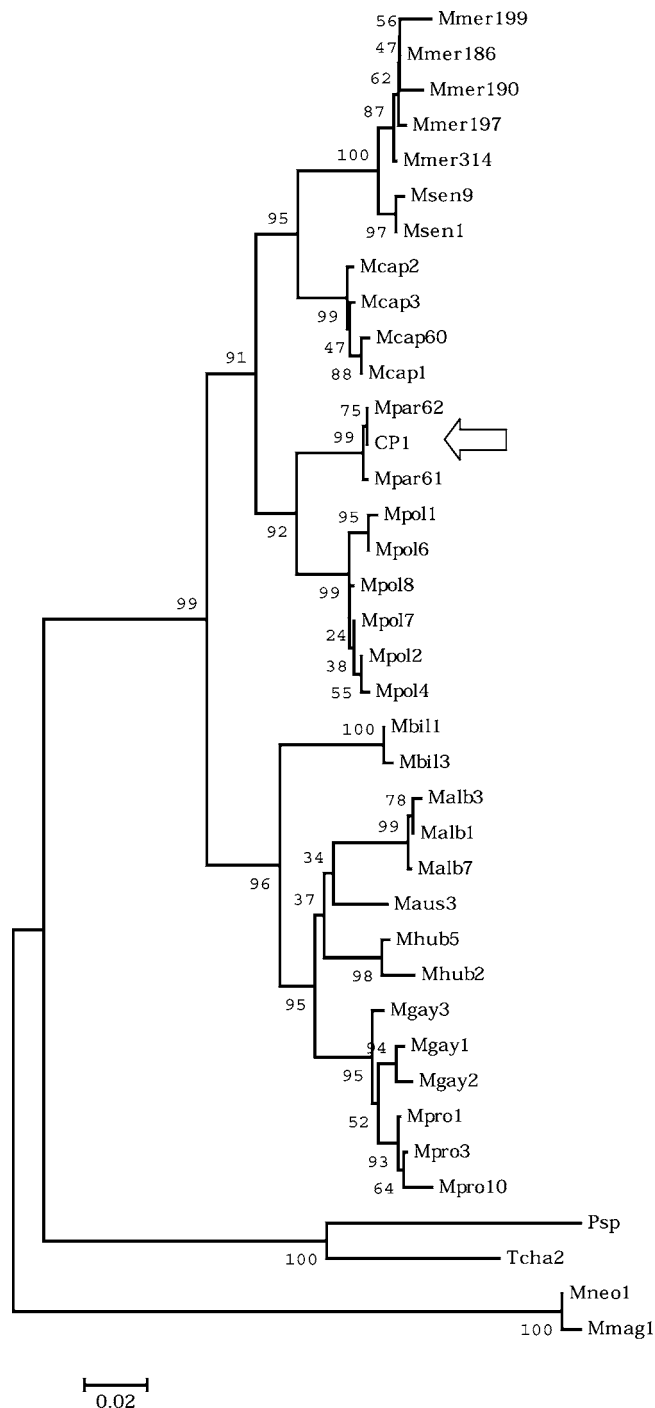 56 Mmer199
47 Mmer186
62 Mmer190
87 Mmer197
Mmer314
100
Msen9
97 Msen1
95
Mcap2
Mcap3
99
47 Mcap60
88 Mcap1
91
75 Mpar62
99 CP1
Mpar61
92
95 Mpol1
Mpol6
99 Mpol8
Mpol7
24
38 Mpol2
55 Mpol4
99
100 Mbil1
Mbil3
78 Malb3
99 Malb1
34 Malb7
96
37 Maus3
Mhub5
98 Mhub2
95
Mgay3
94 Mgay1
95 Mgay2
52 Mpro1
93 Mpro3
64 Mpro10
Psp
100 Tcha2
Mneo1
100 Mmag1
0.02